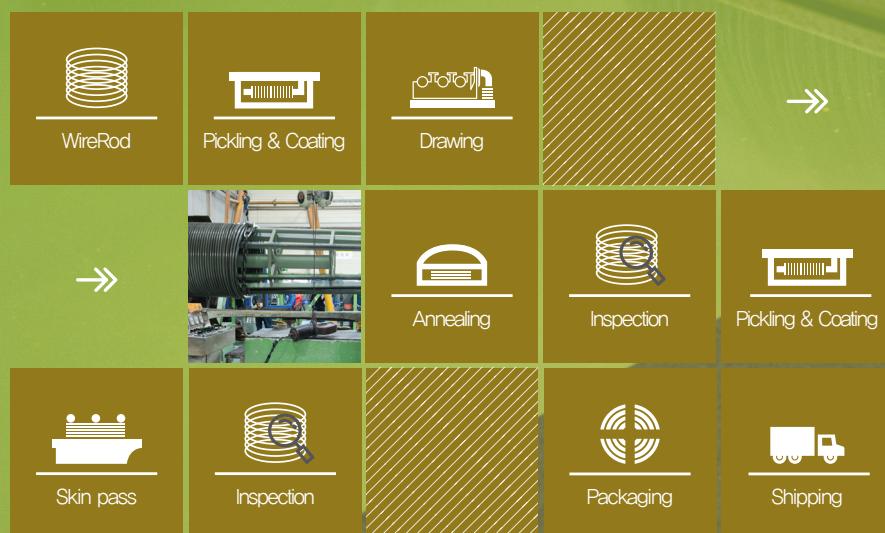 WireRod
Pickling & Coating
Drawing
Annealing
Inspection
Pickling & Coating
Skin pass
Inspection
Packaging
Shipping